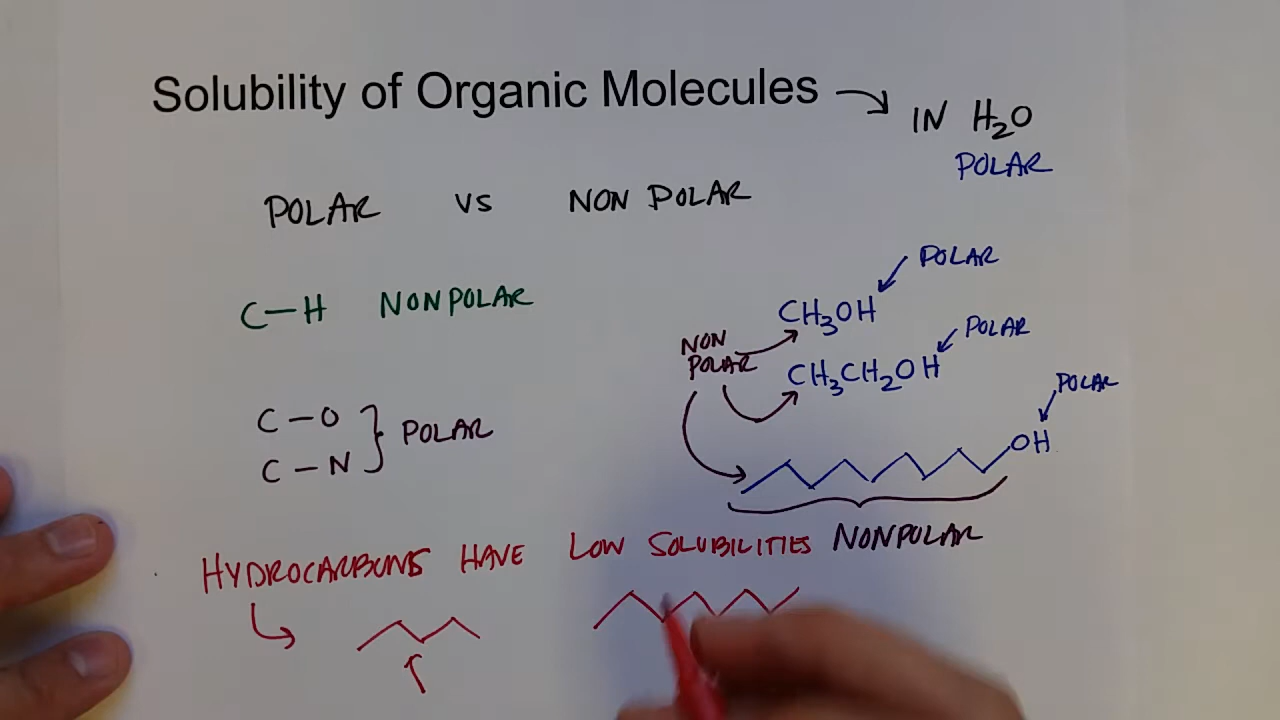 Solubility of Organic Molecules
IN H₂O
POLAR
POLAR VS NON POLAR
C-H NONPOLAR
POLAR
CH₃OH
NON
POLAR
POLAR
CH₃CH₂OH
POLAR
C-O
C-N
POLAR
OH
NONPOLAR
HYDROCARBONS HAVE LOW SOLUBILITIES